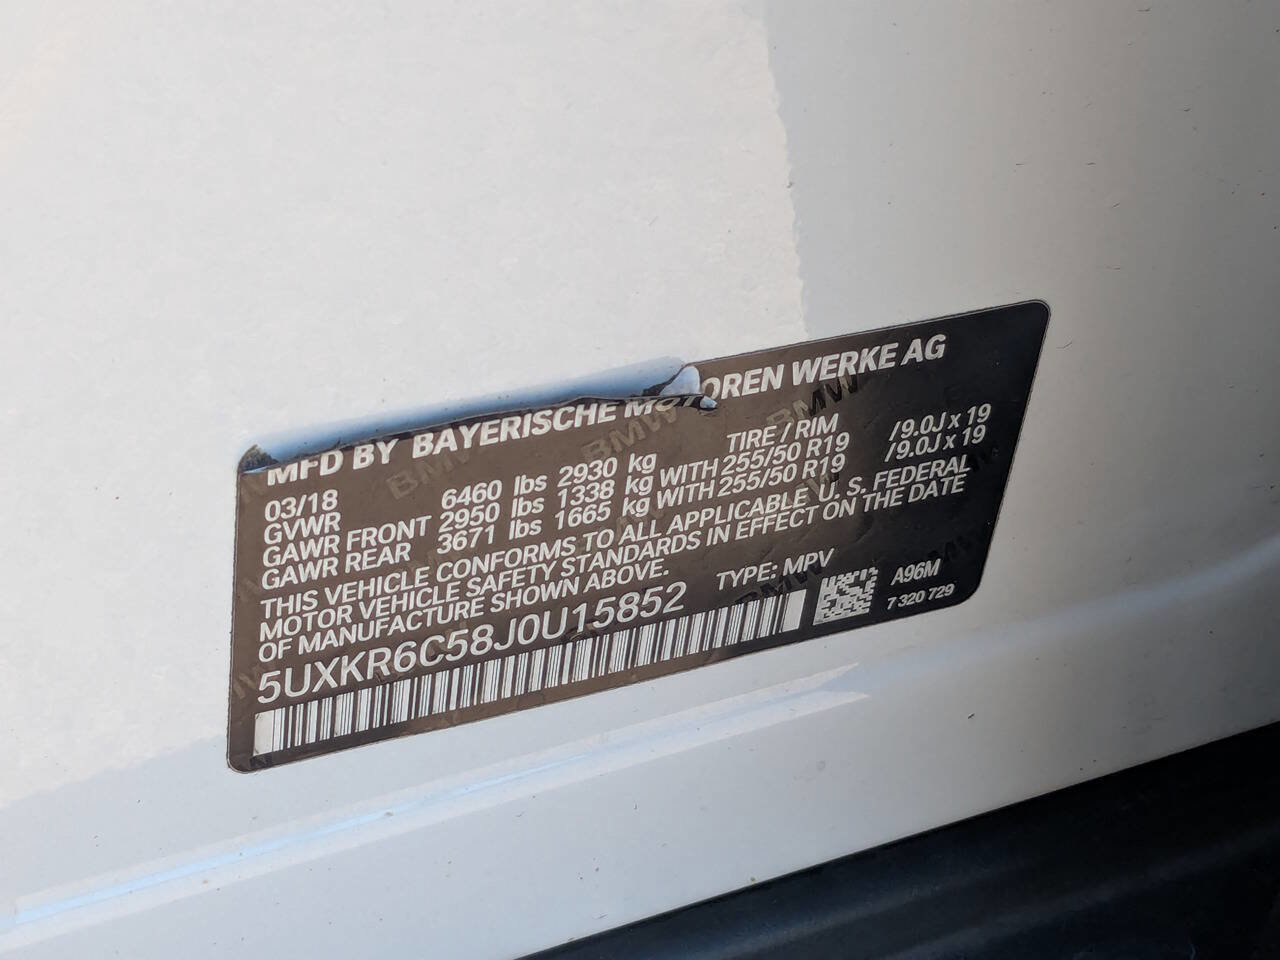 MFD BY BAYERISCHE MOTOREN WERKE AG
03/18 TIRE / RIM
GVWR 6460 lbs 2930 kg
GAWR FRONT 2950 lbs 1338 kg WITH 255/50 R19 /9.0J x 19
GAWR REAR 3671 lbs 1665 kg WITH 255/50 R19 /9.0J x 19
THIS VEHICLE CONFORMS TO ALL APPLICABLE U. S. FEDERAL
MOTOR VEHICLE SAFETY STANDARDS IN EFFECT ON THE DATE
OF MANUFACTURE SHOWN ABOVE.
5UXKR6C58J0U15852 TYPE: MPV
A96M
7 320 729